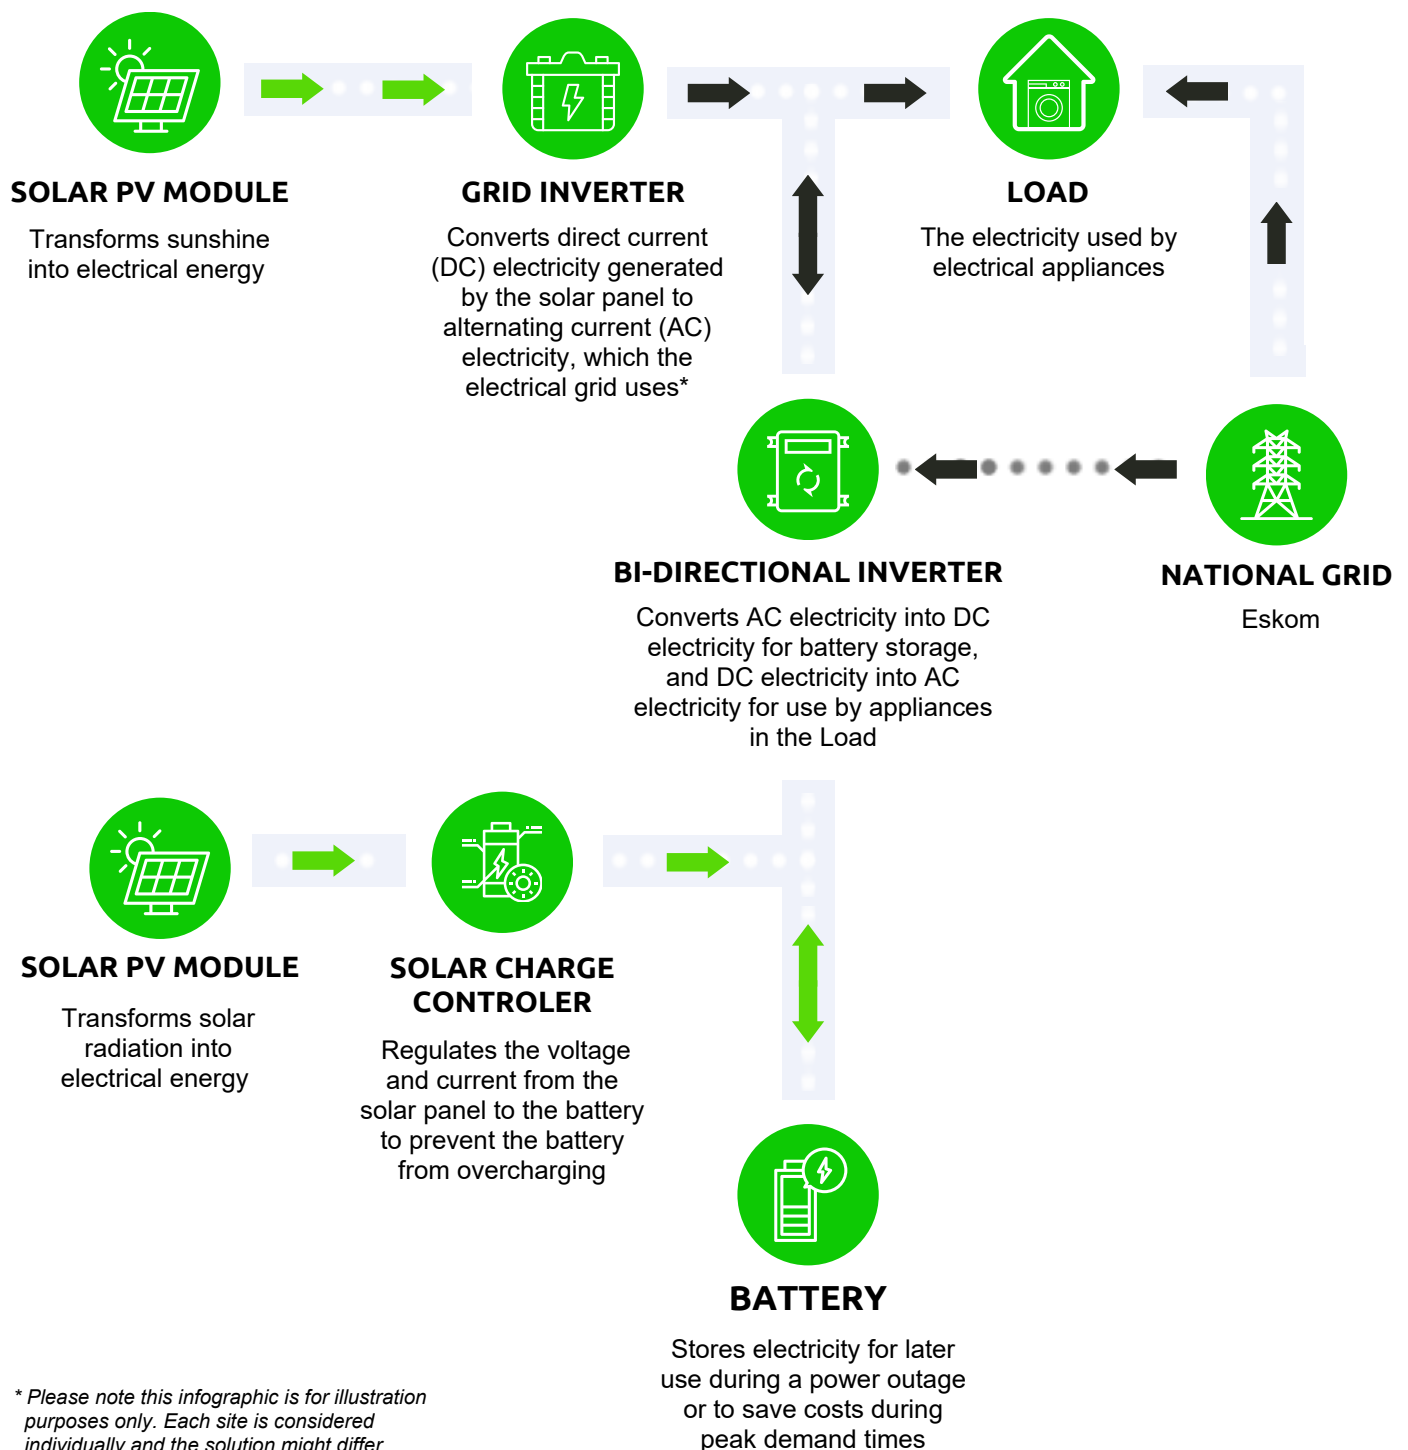 SOLAR PV MODULE
Transforms sunshine
into electrical energy
GRID INVERTER
Converts direct current
(DC) electricity generated
by the solar panel to
alternating current (AC)
electricity, which the
electrical grid uses*
LOAD
The electricity used by
electrical appliances
BI-DIRECTIONAL INVERTER
Converts AC electricity into DC
electricity for battery storage,
and DC electricity into AC
electricity for use by appliances
in the Load
NATIONAL GRID
Eskom
SOLAR PV MODULE
Transforms solar
radiation into
electrical energy
SOLAR CHARGE
CONTROLER
Regulates the voltage
and current from the
solar panel to the battery
to prevent the battery
from overcharging
BATTERY
Stores electricity for later
use during a power outage
or to save costs during
peak demand times
* Please note this infographic is for illustration
purposes only. Each site is considered
individually and the solution might differ